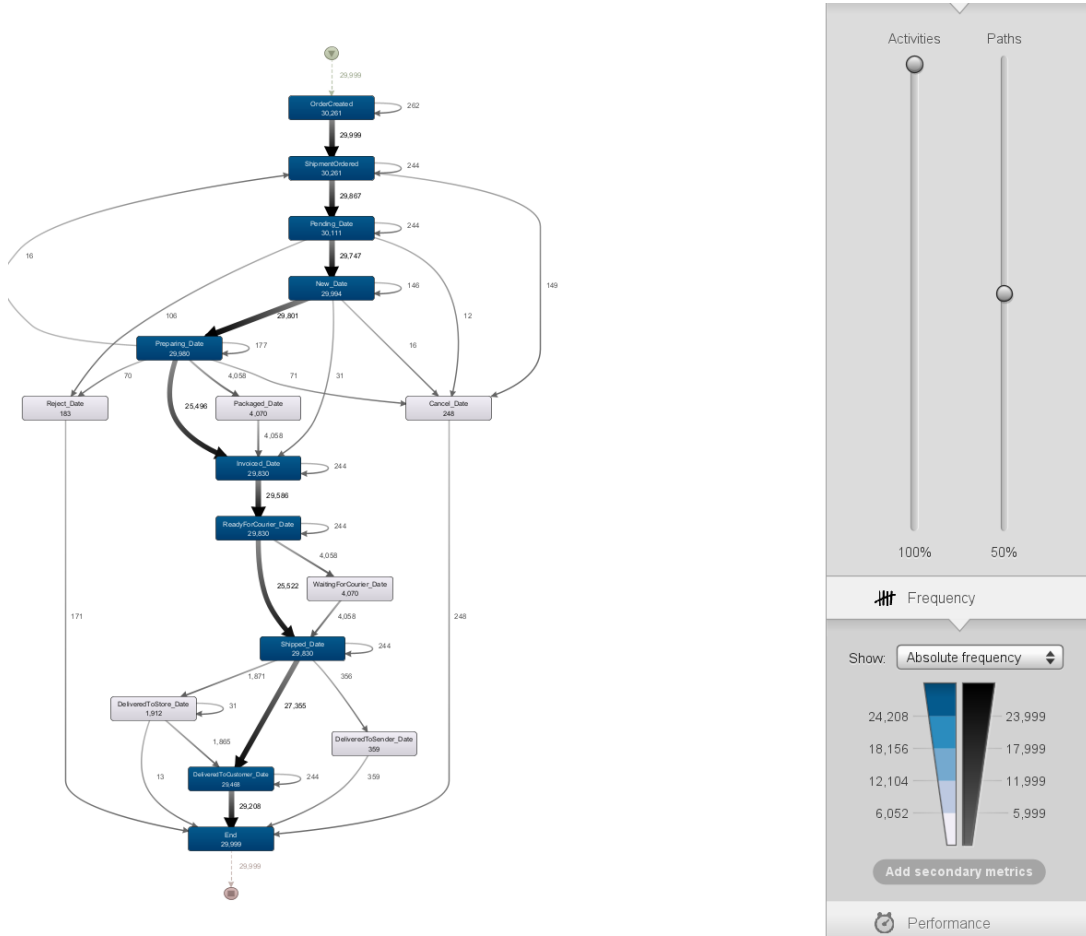 Activities Paths
29,999
OrderCreated
30,261
262
29,999
ShipmentOrdered
30,261
244
29,867
Pending_Date
30,111
244
16
29,747
149
New_Date
29,994
146
106
29,801
12
Preparing_Date
29,980
177
16
70
4,058
71
31
Reject_Date
183
25,496
Packaged_Date
4,070
Cancel_Date
248
4,058
Invoiced_Date
29,830
244
29,586
ReadyForCourier_Date
29,830
244
4,058
25,522
WaitingForCourier_Date
4,070
171
4,058
248
Shipped_Date
29,830
244
1,871
356
DeliveredToStore_Date
1,912
31
27,355
1,865
DeliveredToSender_Date
359
13
DeliveredToCustomer_Date
244
359
29,208
End
29,999
29,999
100% 50%
Frequency
Show: Absolute frequency
24,208 23,999
18,156 17,999
12,104 11,999
6,052 5,999
Add secondary metrics
Performance